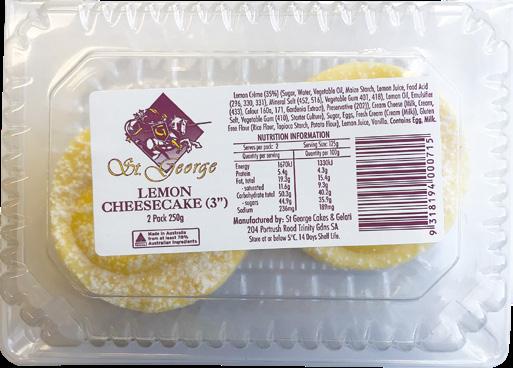 Lemon Crème (35%) (Sugar, Water, Vegetable Oil, Maize Starch, Lemon Juice, Food Acid
(296, 330, 331), Mineral Salt (452, 516), Vegetable Gum 401, 418), Lemon Oil, Emulsifier
(433), Colour 160a, 171, Gardenia Extract, Preservative (202)), Cream Cheese (Milk, Cream,
Salt, Vegetable Gum (410), Starter Culture), Sugar, Eggs, Fresh Cream (Cream (Milk)), Gluten
Free Flour (Rice Flour, Tapioca Starch, Potato Flour), Lemon Juice, Vanilla. Contains Egg, Milk.
NUTRITION INFORMATION
Servs per pack: 2 Serving Size: 125g
Quantity per serving Quantity per 100g
Energy 1670kJ 1330kJ
Protein 5.4g 4.3g
Fat, total 19.3g 15.4g
- saturated 11.6g 9.3g
Carbohydrate total 50.3g 40.2g
- sugars 44.9g 35.9g
Sodium 236mg 189mg
Manufactured by: St George Cakes & Gelati
204 Portrush Road Trinity Gdns SA
Store at or below 5°C. 14 Days Shelf Life.
St. George
LEMON
CHEESECAKE (3")
2 Pack 250g
Made in Australia
from at least 78%
Australian ingredients
9 318194 000715